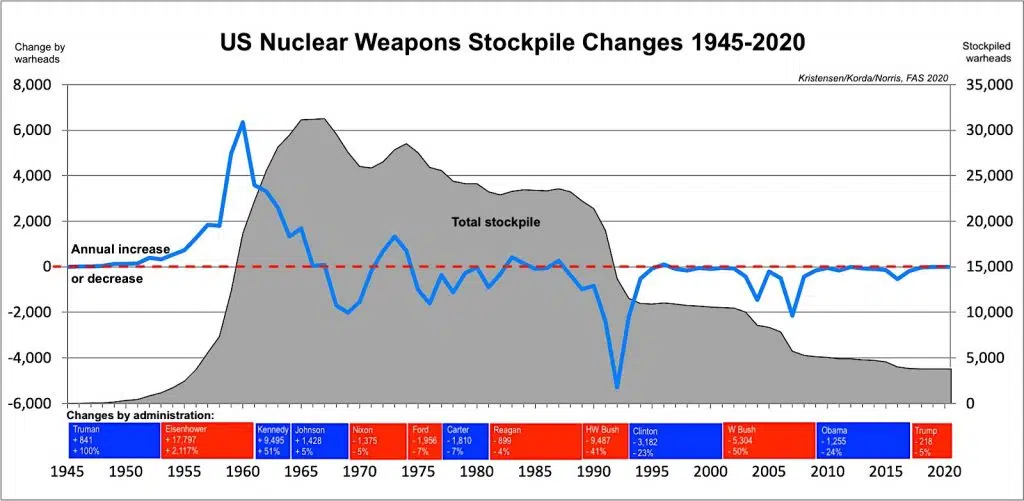 US Nuclear Weapons Stockpile Changes 1945-2020
Change by
warheads
Stockpiled
warheads
Kristensen/Korda/Norris, FAS 2020
8,000
6,000
4,000
2,000
0
-2,000
-4,000
-6,000
35,000
30,000
25,000
20,000
15,000
10,000
5,000
0
Total stockpile
Annual increase
or decrease
Changes by administration:
Truman
+ 841
+ 100%
Eisenhower
+ 17,797
+ 2,117%
Kennedy
+ 9,495
+ 51%
Johnson
+ 1,428
+ 5%
Nixon
- 1,375
- 5%
Ford
- 1,956
- 7%
Carter
- 1,810
- 7%
Reagan
- 899
- 4%
HW Bush
- 9,487
- 41%
Clinton
- 3,182
- 23%
W Bush
- 5,304
- 50%
Obama
- 1,255
- 24%
Trump
- 218
- 5%
1945 1950 1955 1960 1965 1970 1975 1980 1985 1990 1995 2000 2005 2010 2015 2020